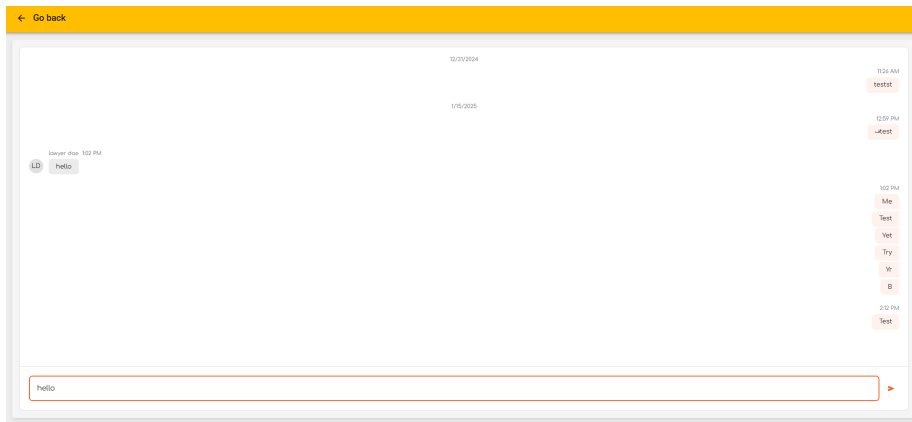 Go back
12/31/2024
11:26 AM
testst
1/15/2025
12:59 PM
lawyer doe 1:02 PM
LD
hello
1:02 PM
Me
Test
Yet
Try
Yr
B
2:12 PM
Test
hello